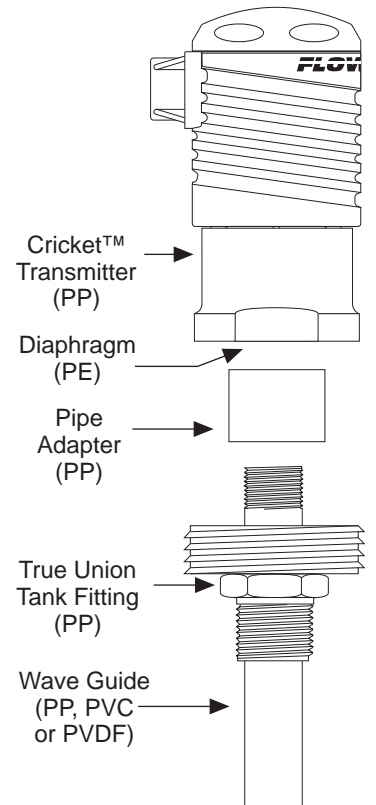 FLOW
Cricket™
Transmitter
(PP)
Diaphragm
(PE)
Pipe
Adapter
(PP)
True Union
Tank Fitting
(PP)
Wave Guide
(PP, PVC
or PVDF)